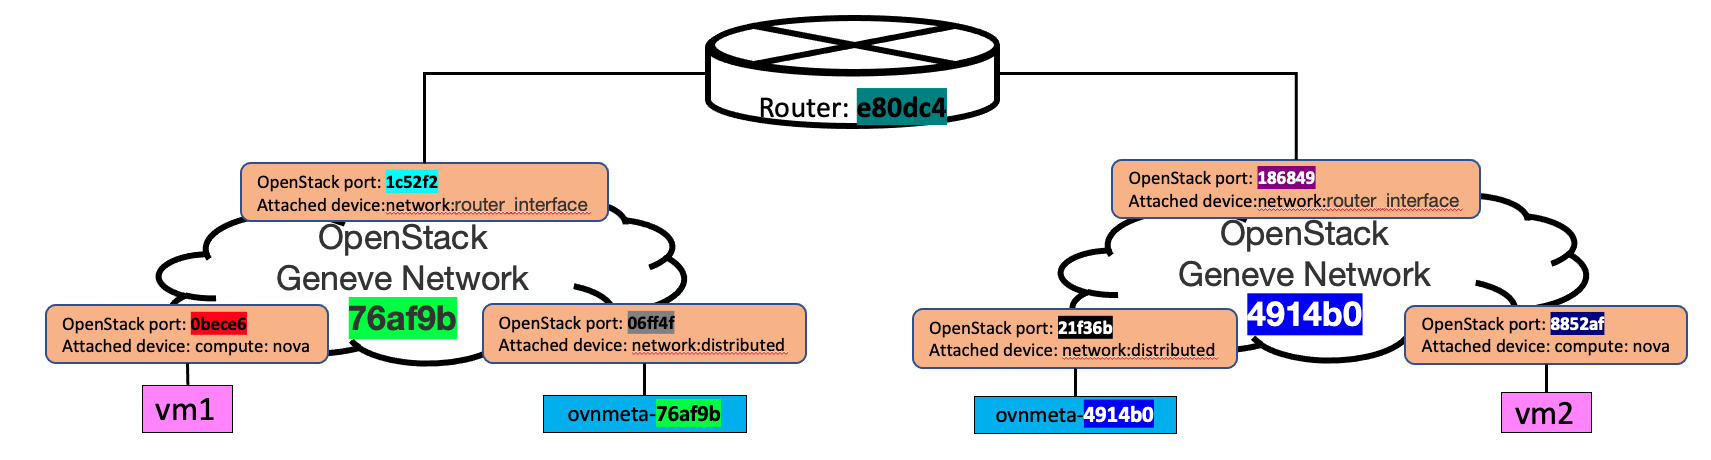 Router: e80dc4
OpenStack port: 1c52f2
Attached device:network:router_interface
OpenStack
Geneve Network
76af9b
OpenStack port: 0bece6
Attached device: compute: nova
OpenStack port: 06ff4f
Attached device: network:distributed
vm1
ovnmeta-76af9b
OpenStack port: 186849
Attached device:network:router_interface
OpenStack
Geneve Network
4914b0
OpenStack port: 21f36b
Attached device: network:distributed
OpenStack port: 8852af
Attached device: compute: nova
ovnmeta-4914b0
vm2